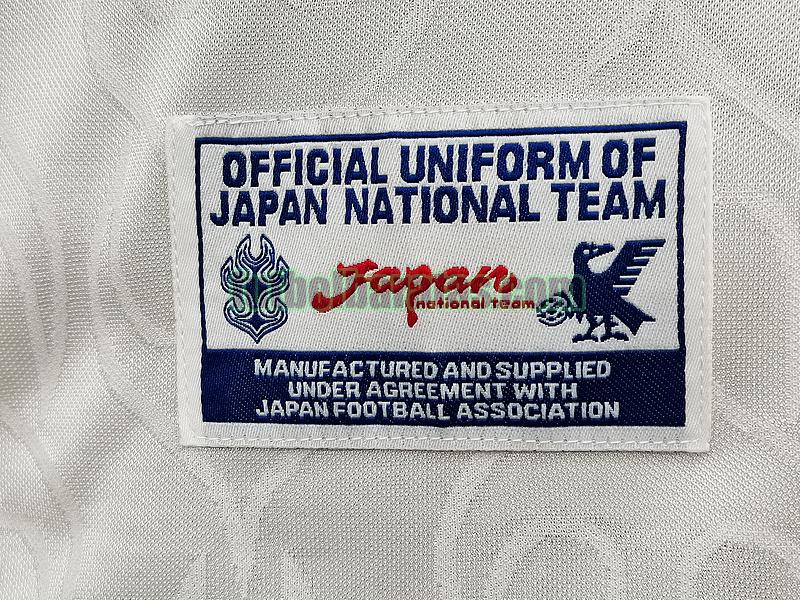 OFFICIAL UNIFORM OF
JAPAN NATIONAL TEAM
Japan
national team
MANUFACTURED AND SUPPLIED
UNDER AGREEMENT WITH
JAPAN FOOTBALL ASSOCIATION